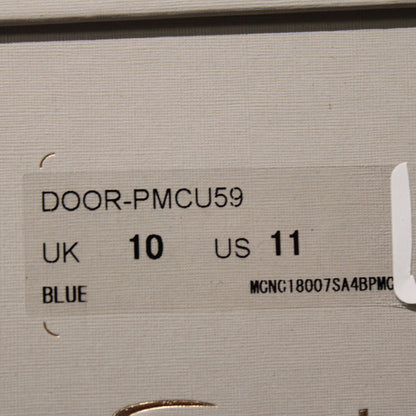 DOOR-PMCU59
UK 10 US 11
BLUE MCNC18007SA4BPMC